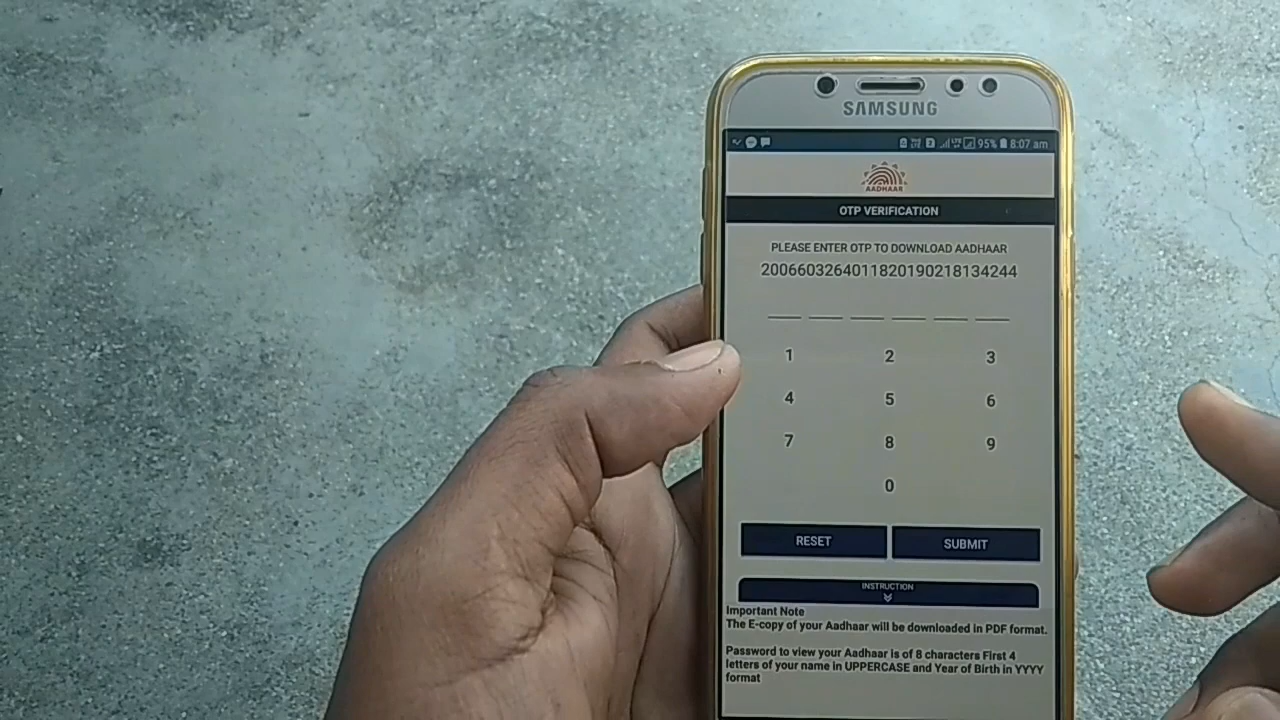 SAMSUNG
95% 8:07 am
AADHAAR
OTP VERIFICATION
PLEASE ENTER OTP TO DOWNLOAD AADHAAR
2006603264011820190218134244
1 2 3
4 5 6
7 8 9
0
RESET SUBMIT
INSTRUCTION
Important Note
The E-copy of your Aadhaar will be downloaded in PDF format.
Password to view your Aadhaar is of 8 characters First 4
letters of your name in UPPERCASE and Year of Birth in YYYY
format